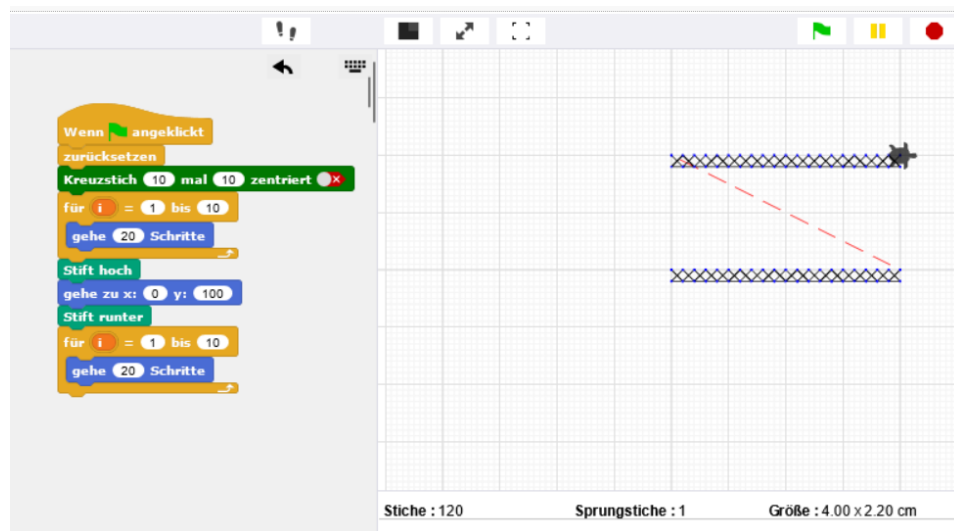 Wenn angeklickt
zurücksetzen
Kreuzstich 10 mal 10 zentriert
für i = 1 bis 10
gehe 20 Schritte
Stift hoch
gehe zu x: 0 y: 100
Stift runter
für i = 1 bis 10
gehe 20 Schritte
Stiche : 120 Sprungstiche : 1 Größe : 4.00 x 2.20 cm